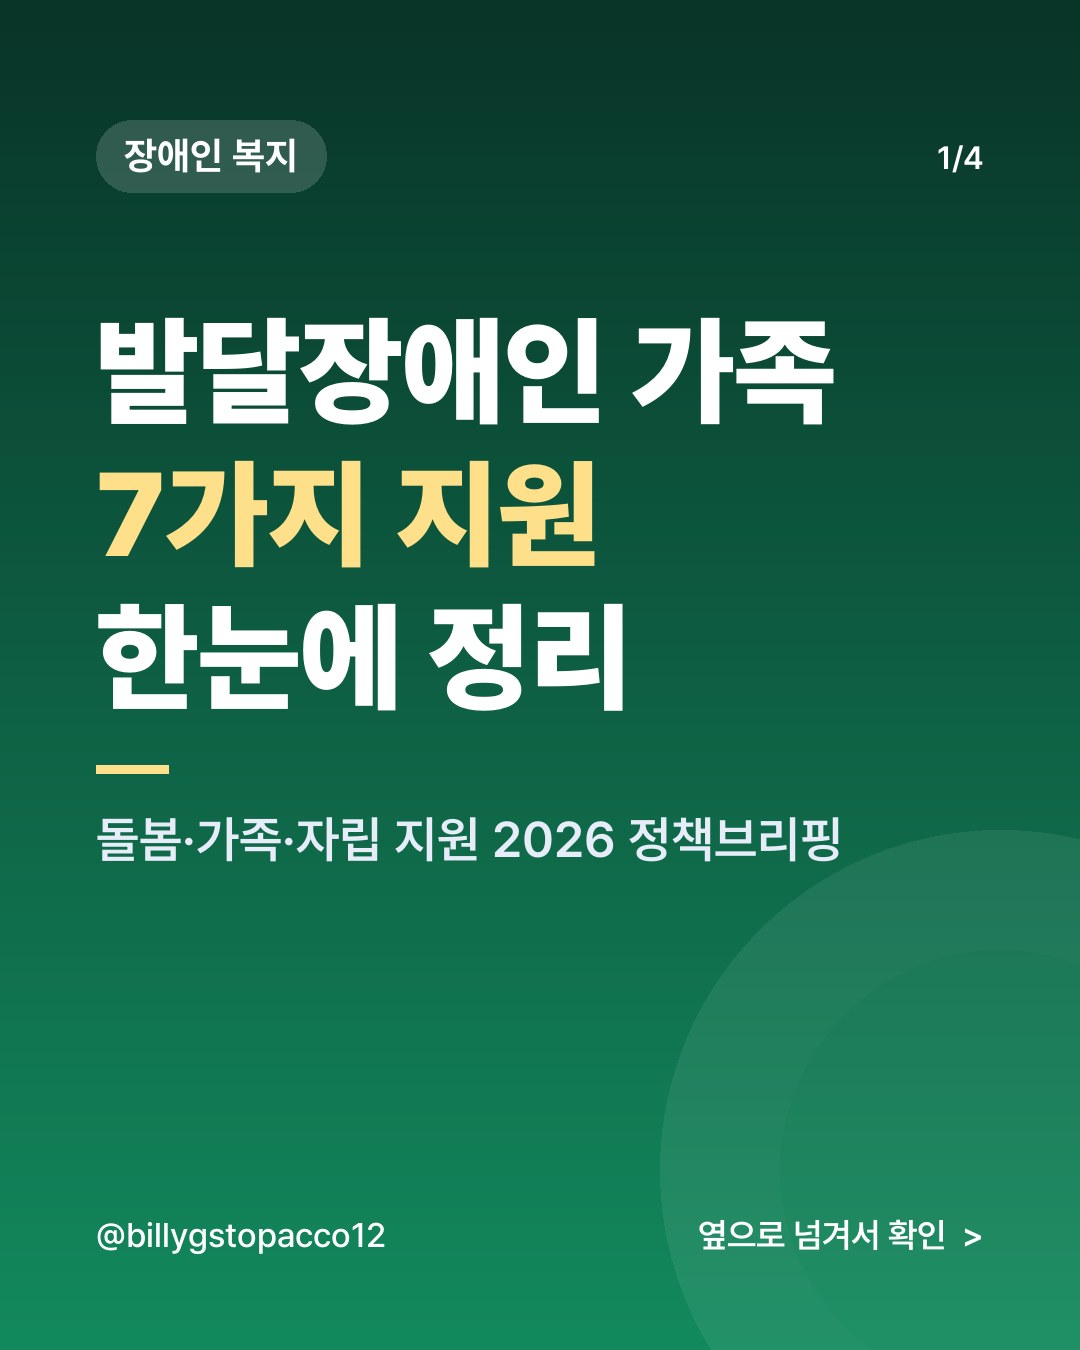 장애인 복지
1/4
발달장애인 가족
7가지 지원
한눈에 정리
돌봄·가족·자립 지원 2026 정책브리핑
@billygstopacco12
옆으로 넘겨서 확인 >